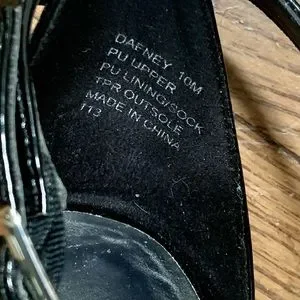 DAFNEY 10M
PU UPPER
PU LINING/SOCK
TPR OUTSOLE
MADE IN CHINA
113